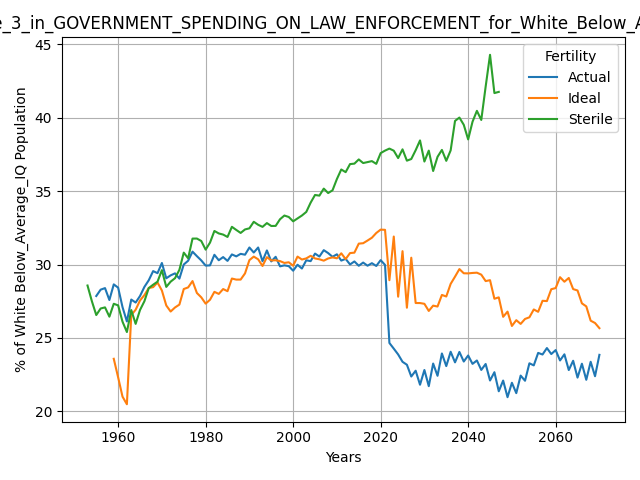 _3_in_GOVERNMENT_SPENDING_ON_LAW_ENFORCEMENT_for_White_Below_A
45
40
35
30
25
20
1960
1980
2000
2020
2040
2060
% of White Below_Average_IQ Population
Years
Fertility
Actual
Ideal
Sterile